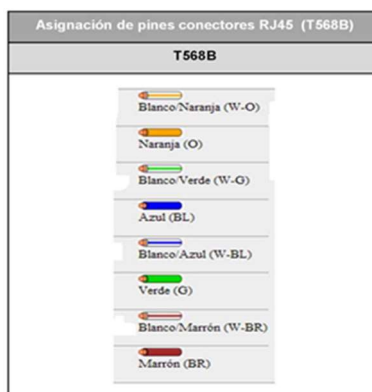 Asignación de pines conectores RJ45 (T568B)
T568B
Blanco/Naranja (W-O)
Naranja (O)
Blanco/Verde (W-G)
Azul (BL)
Blanco/Azul (W-BL)
Verde (G)
Blanco/Marrón (W-BR)
Marrón (BR)